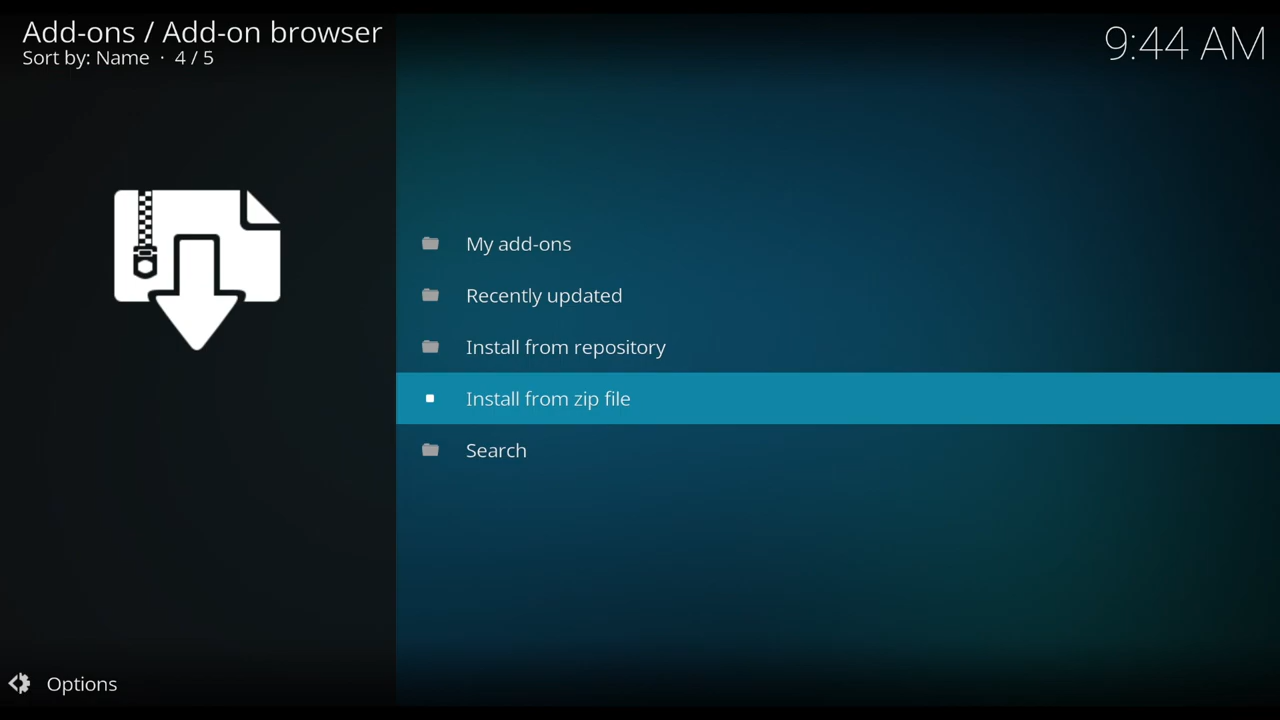 Add-ons / Add-on browser
Sort by: Name · 4 / 5
9:44 AM
My add-ons
Recently updated
Install from repository
Install from zip file
Search
Options